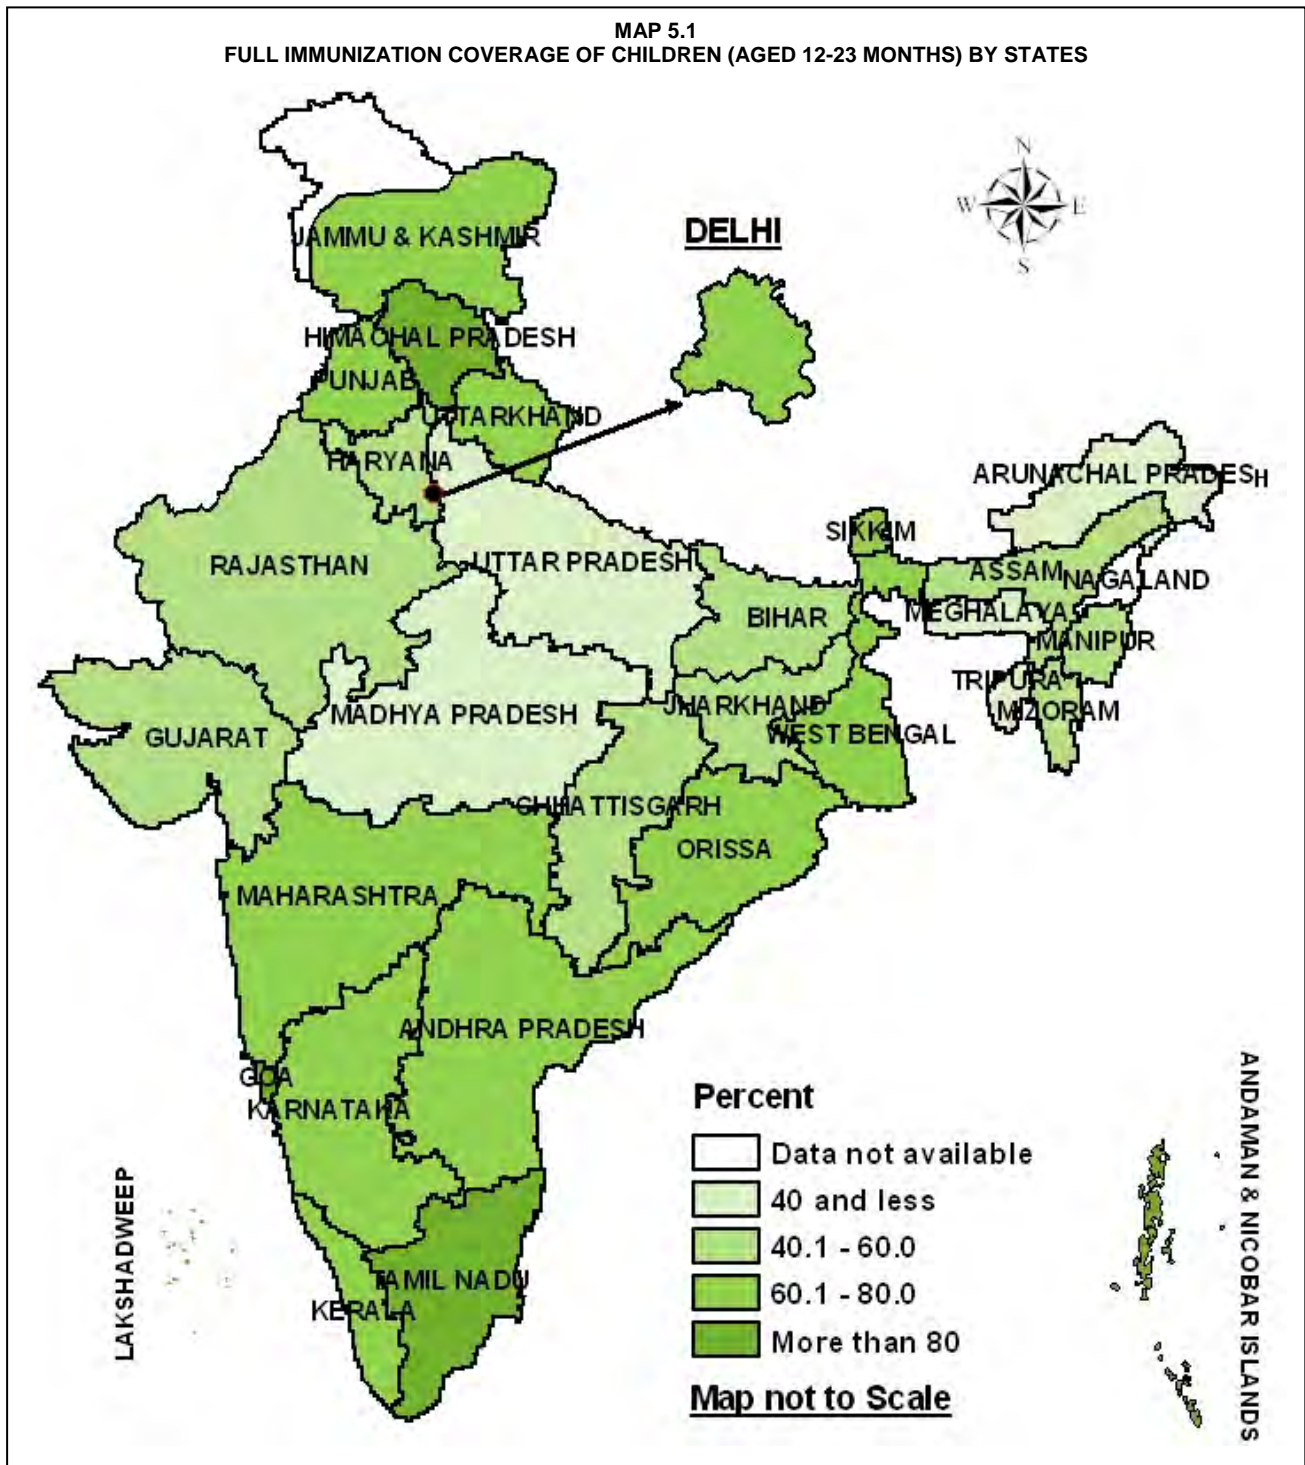 MAP 5.1
FULL IMMUNIZATION COVERAGE OF CHILDREN (AGED 12-23 MONTHS) BY STATES
N
W E
S
JAMMU & KASHMIR
DELHI
HIMACHAL PRADESH
PUNJAB
UTTARKHAND
HARYANA
ARUNACHAL PRADESH
SIKKIM
RAJASTHAN
UTTAR PRADESH
ASSAM
NAGALAND
BIHAR
MEGHALAYA
MANIPUR
TRIPURA
MIZORAM
MADHYA PRADESH
JHARKHAND
GUJARAT
WEST BENGAL
CHHATTISGARH
ORISSA
MAHARASHTRA
ANDHRA PRADESH
GOA
KARNATAKA
TAMIL NADU
KERALA
LAKSHADWEEP
ANDAMAN & NICOBAR ISLANDS
Percent
Data not available
40 and less
40.1 - 60.0
60.1 - 80.0
More than 80
Map not to Scale